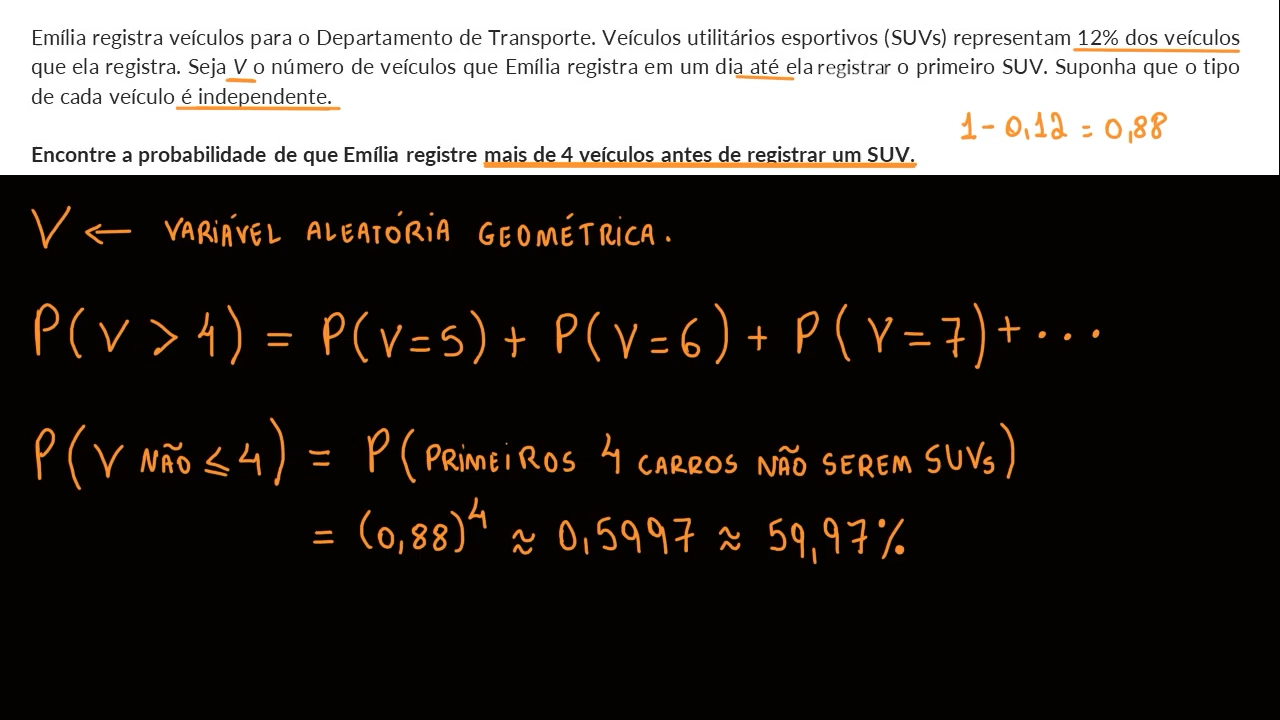 Emília registra veículos para o Departamento de Transporte. Veículos utilitários esportivos (SUVs) representam 12% dos veículos
que ela registra. Seja V o número de veículos que Emília registra em um dia até ela registrar o primeiro SUV. Suponha que o tipo
de cada veículo é independente.
1 - 0,12 = 0,88
Encontre a probabilidade de que Emília registre mais de 4 veículos antes de registrar um SUV.
V ← VARIÁVEL ALEATÓRIA GEOMÉTRICA.
P(V > 4) = P(V=5) + P(V=6) + P(V=7) + ...
P(V NÃO ≤ 4) = P(PRIMEIROS 4 CARROS NÃO SEREM SUVs)
= (0,88)⁴ ≈ 0,5997 ≈ 59,97%